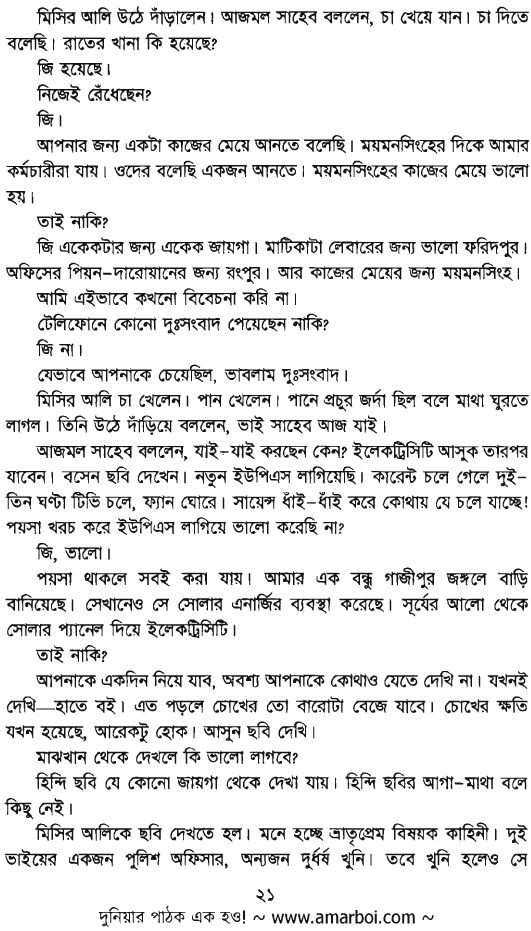 মিসির আলি উঠে দাঁড়ালেন। আজমল সাহেব বললেন, চা খেয়ে যান। চা দিতে
বলেছি। রাতের খানা কি হয়েছে?
জি হয়েছে।
নিজেই রেঁধেছেন?
জি।
আপনার জন্য একটা কাজের মেয়ে আনতে বলেছি। ময়মনসিংহের দিকে আমার
কর্মচারীরা যায়। ওদের বলেছি একজন আনতে। ময়মনসিংহের কাজের মেয়ে ভালো
হয়।
তাই নাকি?
জি একেকটার জন্য একেক জায়গা। মাটিকাটা লেবারের জন্য ভালো ফরিদপুর।
অফিসের পিয়ন-দারোয়ানের জন্য রংপুর। আর কাজের মেয়ের জন্য ময়মনসিংহ।
আমি এইভাবে কখনো বিবেচনা করি না।
টেলিফোনে কোনো দুঃসংবাদ পেয়েছেন নাকি?
জি না।
যেভাবে আপনাকে চেয়েছিল, ভাবলাম দুঃসংবাদ।
মিসির আলি চা খেলেন। পান খেলেন। পানে প্রচুর জর্দা ছিল বলে মাথা ঘুরতে
লাগল। তিনি উঠে দাঁড়িয়ে বললেন, ভাই সাহেব আজ যাই।
আজমল সাহেব বললেন, যাই-যাই করছেন কেন? ইলেকট্রিসিটি আসুক তারপর
যাবেন। বসেন ছবি দেখেন। নতুন ইউপিএস লাগিয়েছি। কারেন্ট চলে গেলে দুই-
তিন ঘণ্টা টিভি চলে, ফ্যান ঘোরে। সায়েন্স ধাঁই-ধাঁই করে কোথায় যে চলে যাচ্ছে!
পয়সা খরচ করে ইউপিএস লাগিয়ে ভালো করেছি না?
জি, ভালো।
পয়সা থাকলে সবই করা যায়। আমার এক বন্ধু গাজীপুর জঙ্গলে বাড়ি
বানিয়েছে। সেখানেও সে সোলার এনার্জির ব্যবস্থা করেছে। সূর্যের আলো থেকে
সোলার প্যানেল দিয়ে ইলেকট্রিসিটি।
তাই নাকি?
আপনাকে একদিন নিয়ে যাব, অবশ্য আপনাকে কোথাও যেতে দেখি না। যখনই
দেখি—হাতে বই। এত পড়লে চোখের তো বারোটা বেজে যাবে। চোখের ক্ষতি
যখন হয়েছে, আরেকটু হোক। আসুন ছবি দেখি।
মাঝখান থেকে দেখলে কি ভালো লাগবে?
হিন্দি ছবি যে কোনো জায়গা থেকে দেখা যায়। হিন্দি ছবির আগা-মাথা বলে
কিছু নেই।
মিসির আলিকে ছবি দেখতে হল। মনে হচ্ছে ভ্রাতৃপ্রেম বিষয়ক কাহিনী। দুই
ভাইয়ের একজন পুলিশ অফিসার, অন্যজন দুর্ধর্ষ খুনি। তবে খুনি হলেও সে
২১
দুনিয়ার পাঠক এক হও! ~ www.amarboi.com ~